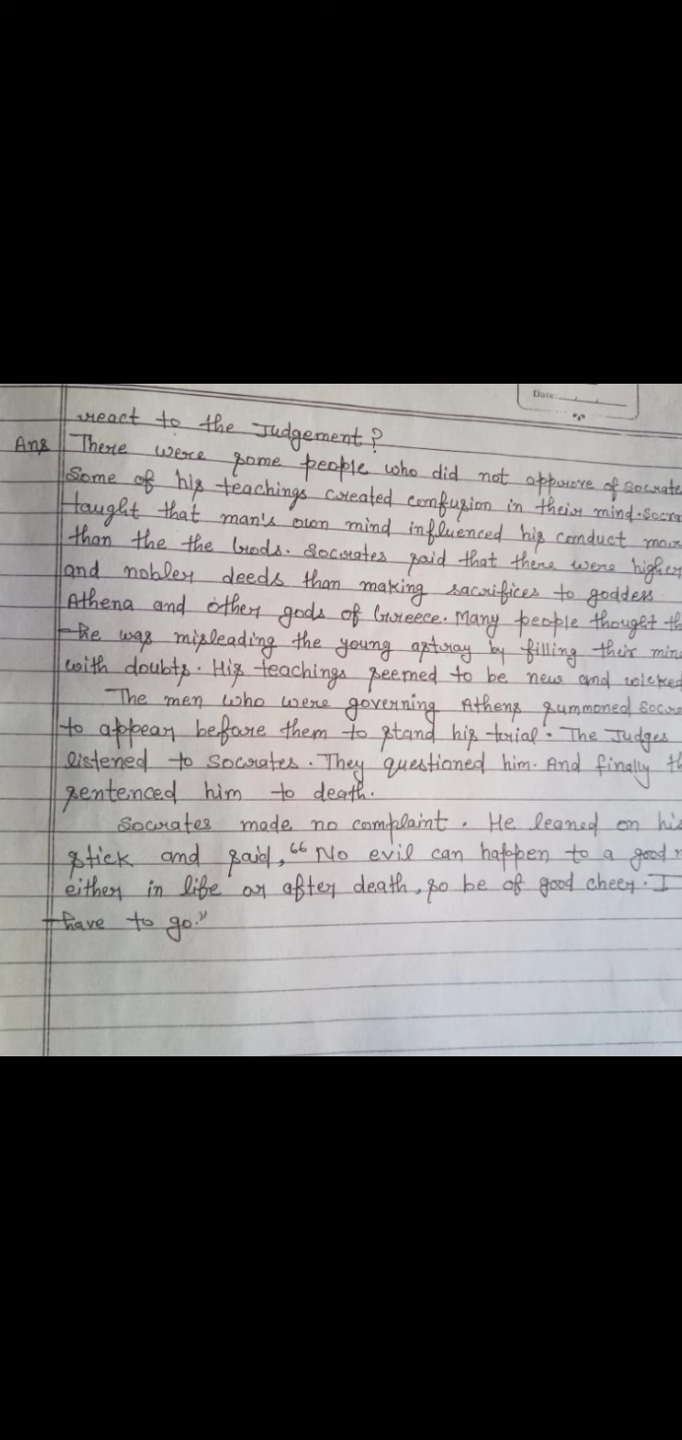 Date:
react to the Judgement?
Ans There were some people who did not approve of Socrate
Some of his teachings created confusion in their mind. Socra
taught that man's own mind influenced his conduct mor
than the the Gods. Socrates said that there were higher
and nobler deeds than making sacrifices to goddess
Athena and other gods of Greece. Many people thought th
He was misleading the young astray by filling their min
with doubts. His teachings seemed to be new and wicked
The men who were governing Athens summoned Socra
to appear before them to stand his terial. The Judges
listened to Socrates. They questioned him. And finally th
sentenced him to death.
Socrates made no complaint. He leaned on his
stick and said, "No evil can happen to a good
either in life or after death, so be of good cheer. I
have to go."